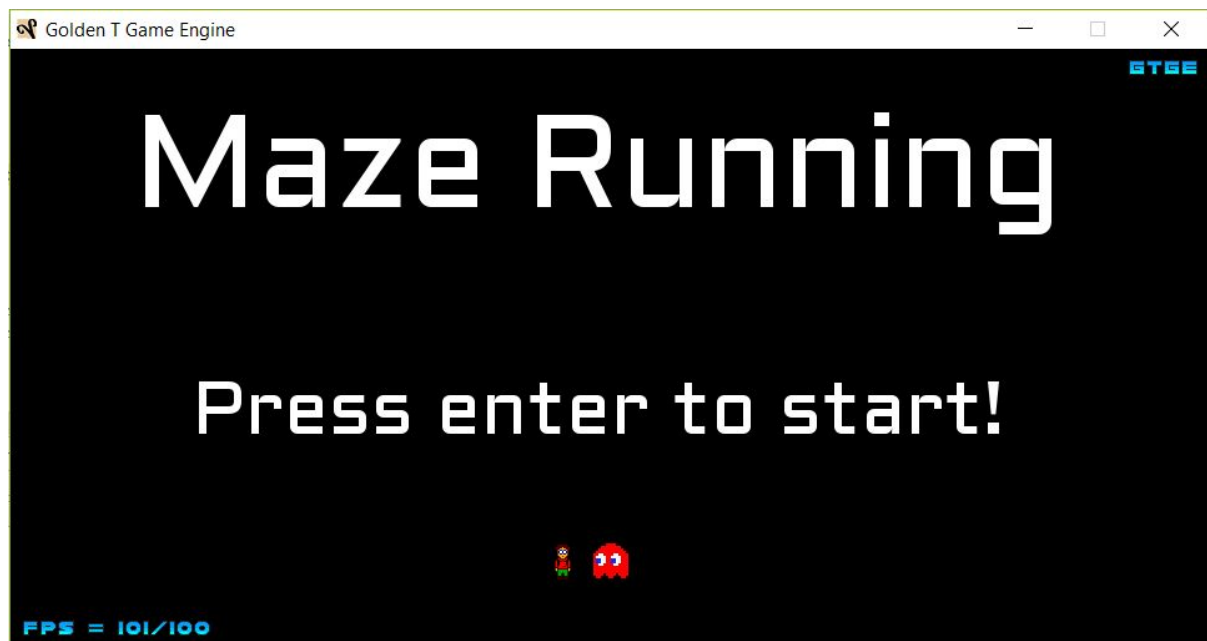 Golden T Game Engine
GTGE
Maze Running
Press enter to start!
FPS = 101/100